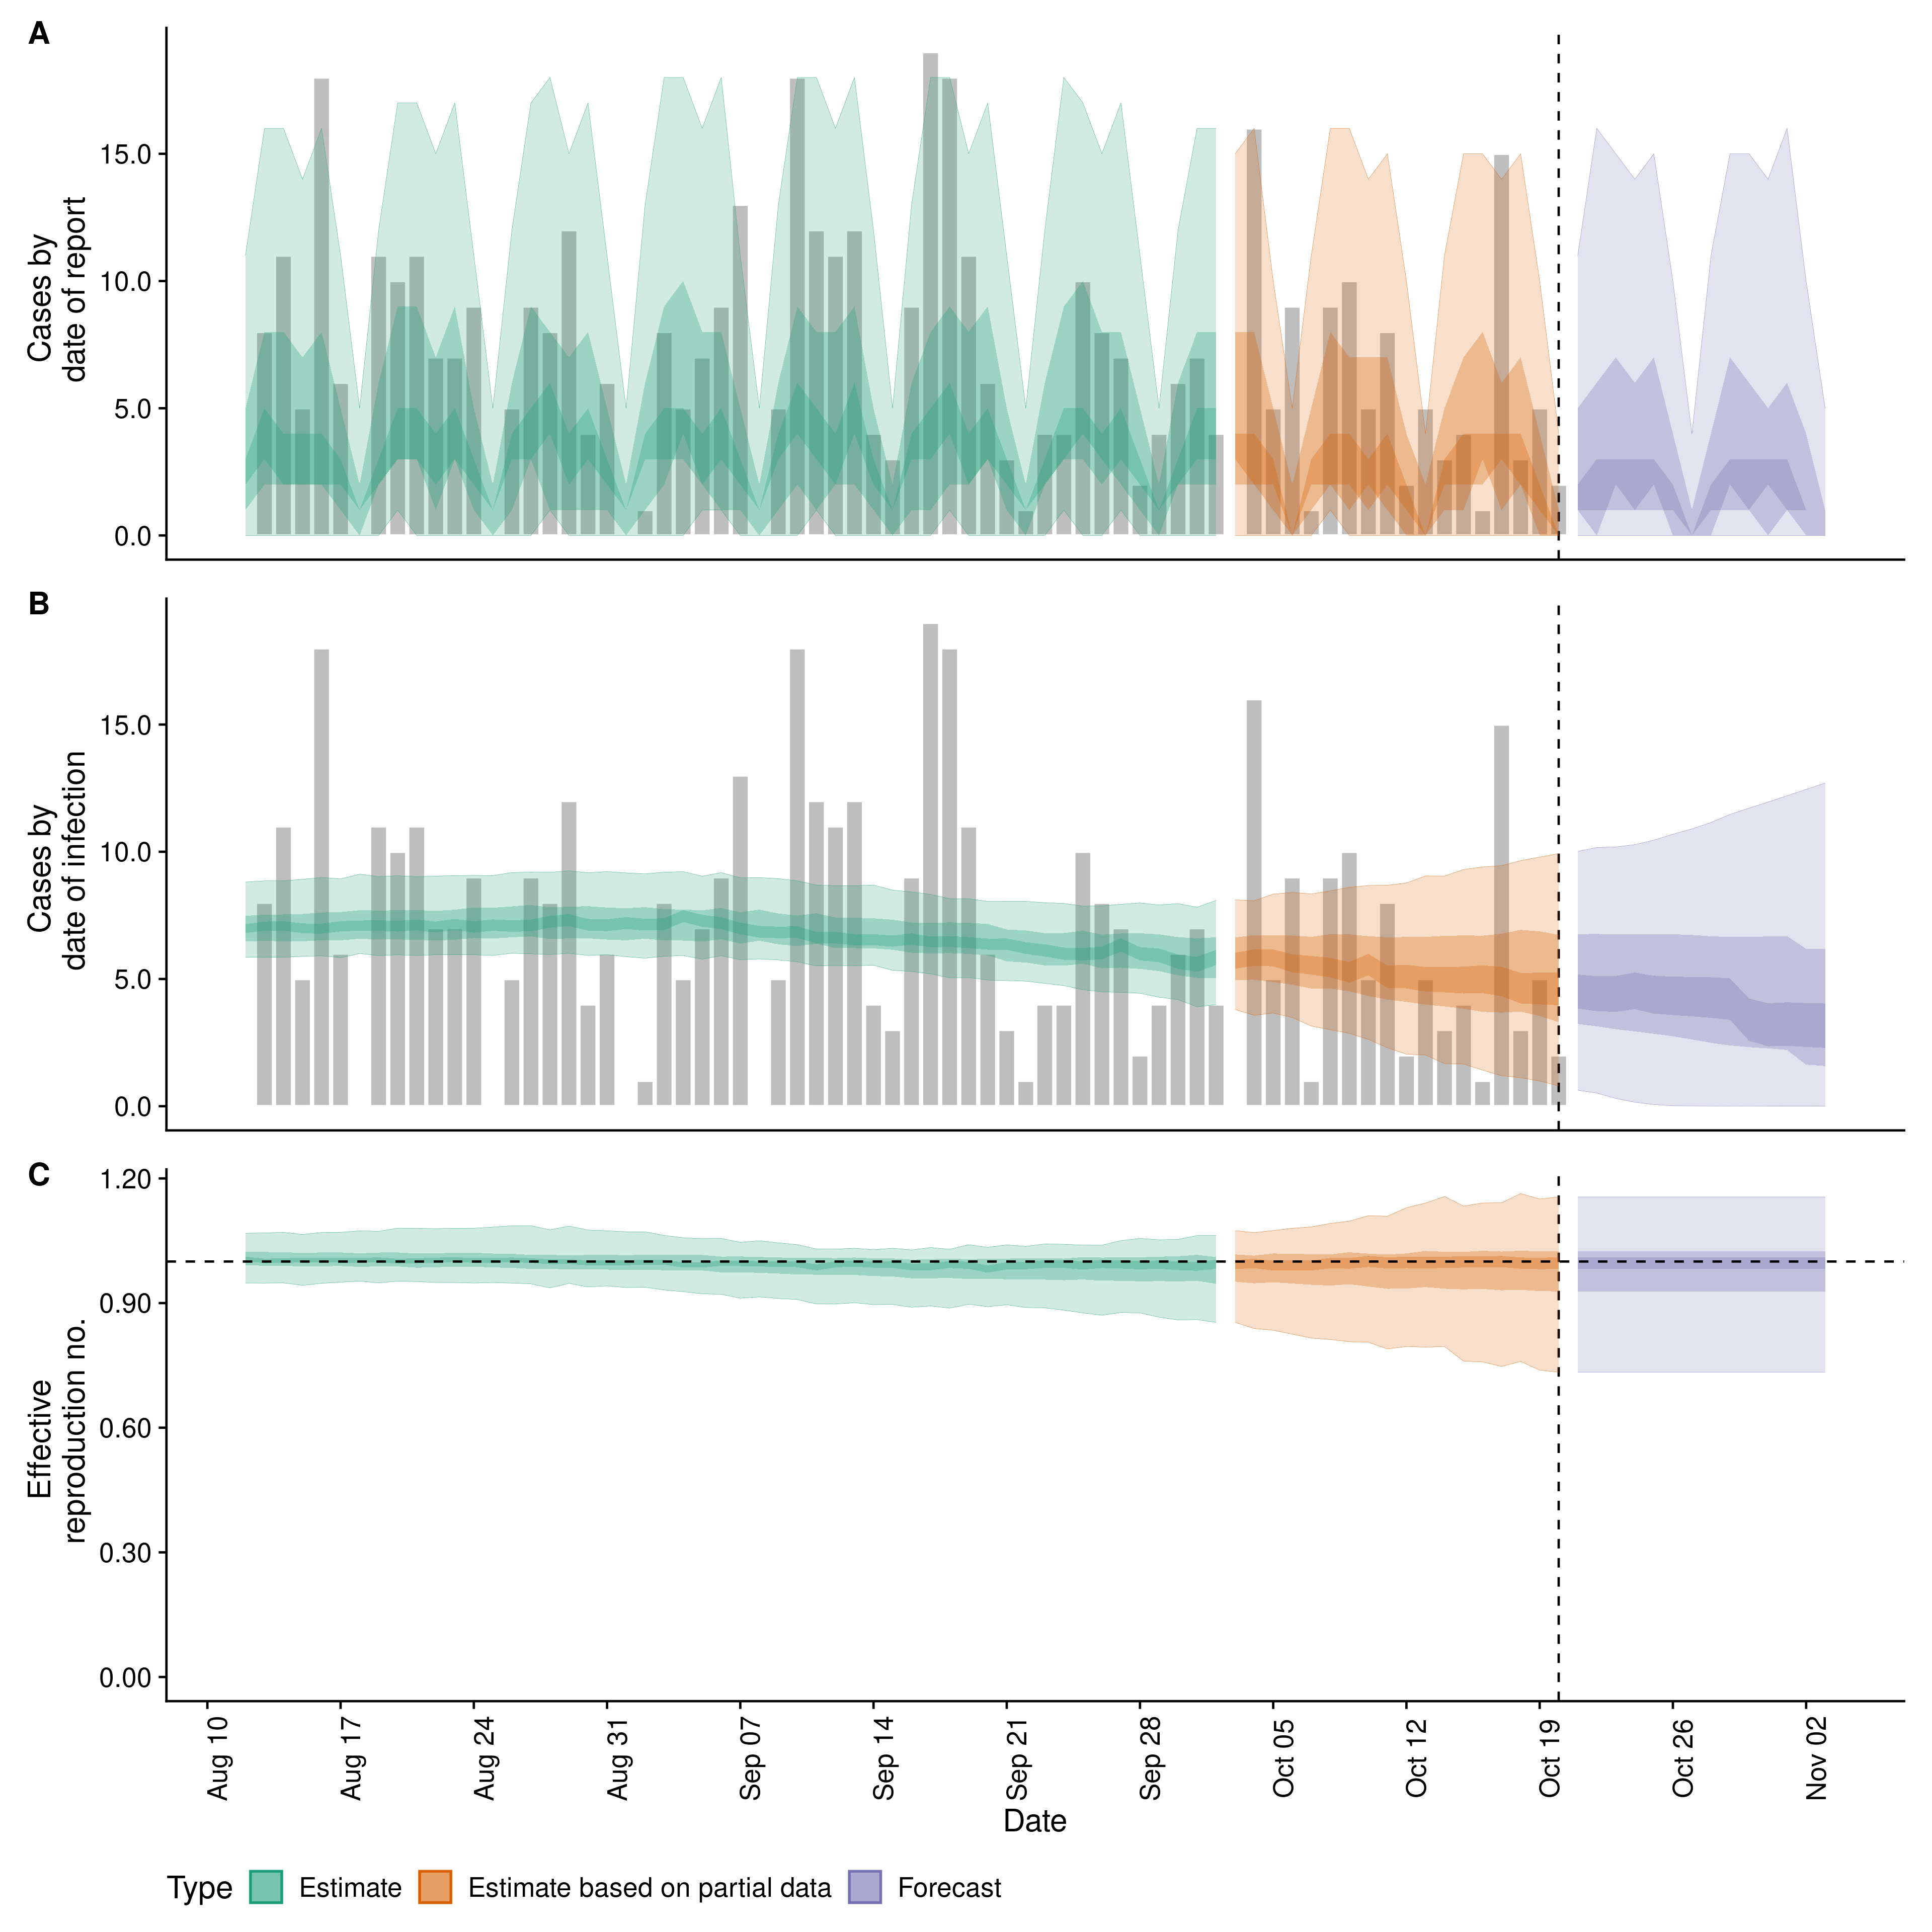 A
Cases by
date of report
15.0
10.0
5.0
0.0
B
Cases by
date of infection
15.0
10.0
5.0
0.0
C
Effective
reproduction no.
1.20
0.90
0.60
0.30
0.00
Aug 10
Aug 17
Aug 24
Aug 31
Sep 07
Sep 14
Sep 21
Sep 28
Oct 05
Oct 12
Oct 19
Oct 26
Nov 02
Date
Type Estimate Estimate based on partial data Forecast